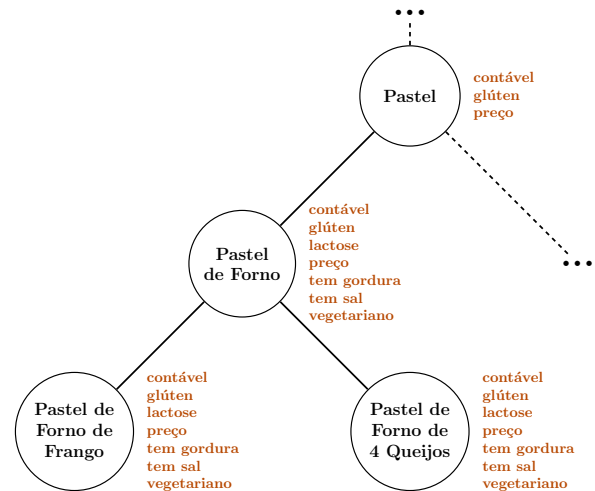 ...
Pastel
contável
glúten
preço
...
Pastel
de Forno
contável
glúten
lactose
preço
tem gordura
tem sal
vegetariano
Pastel de
Forno de
Frango
contável
glúten
lactose
preço
tem gordura
tem sal
vegetariano
Pastel de
Forno de
4 Queijos
contável
glúten
lactose
preço
tem gordura
tem sal
vegetariano